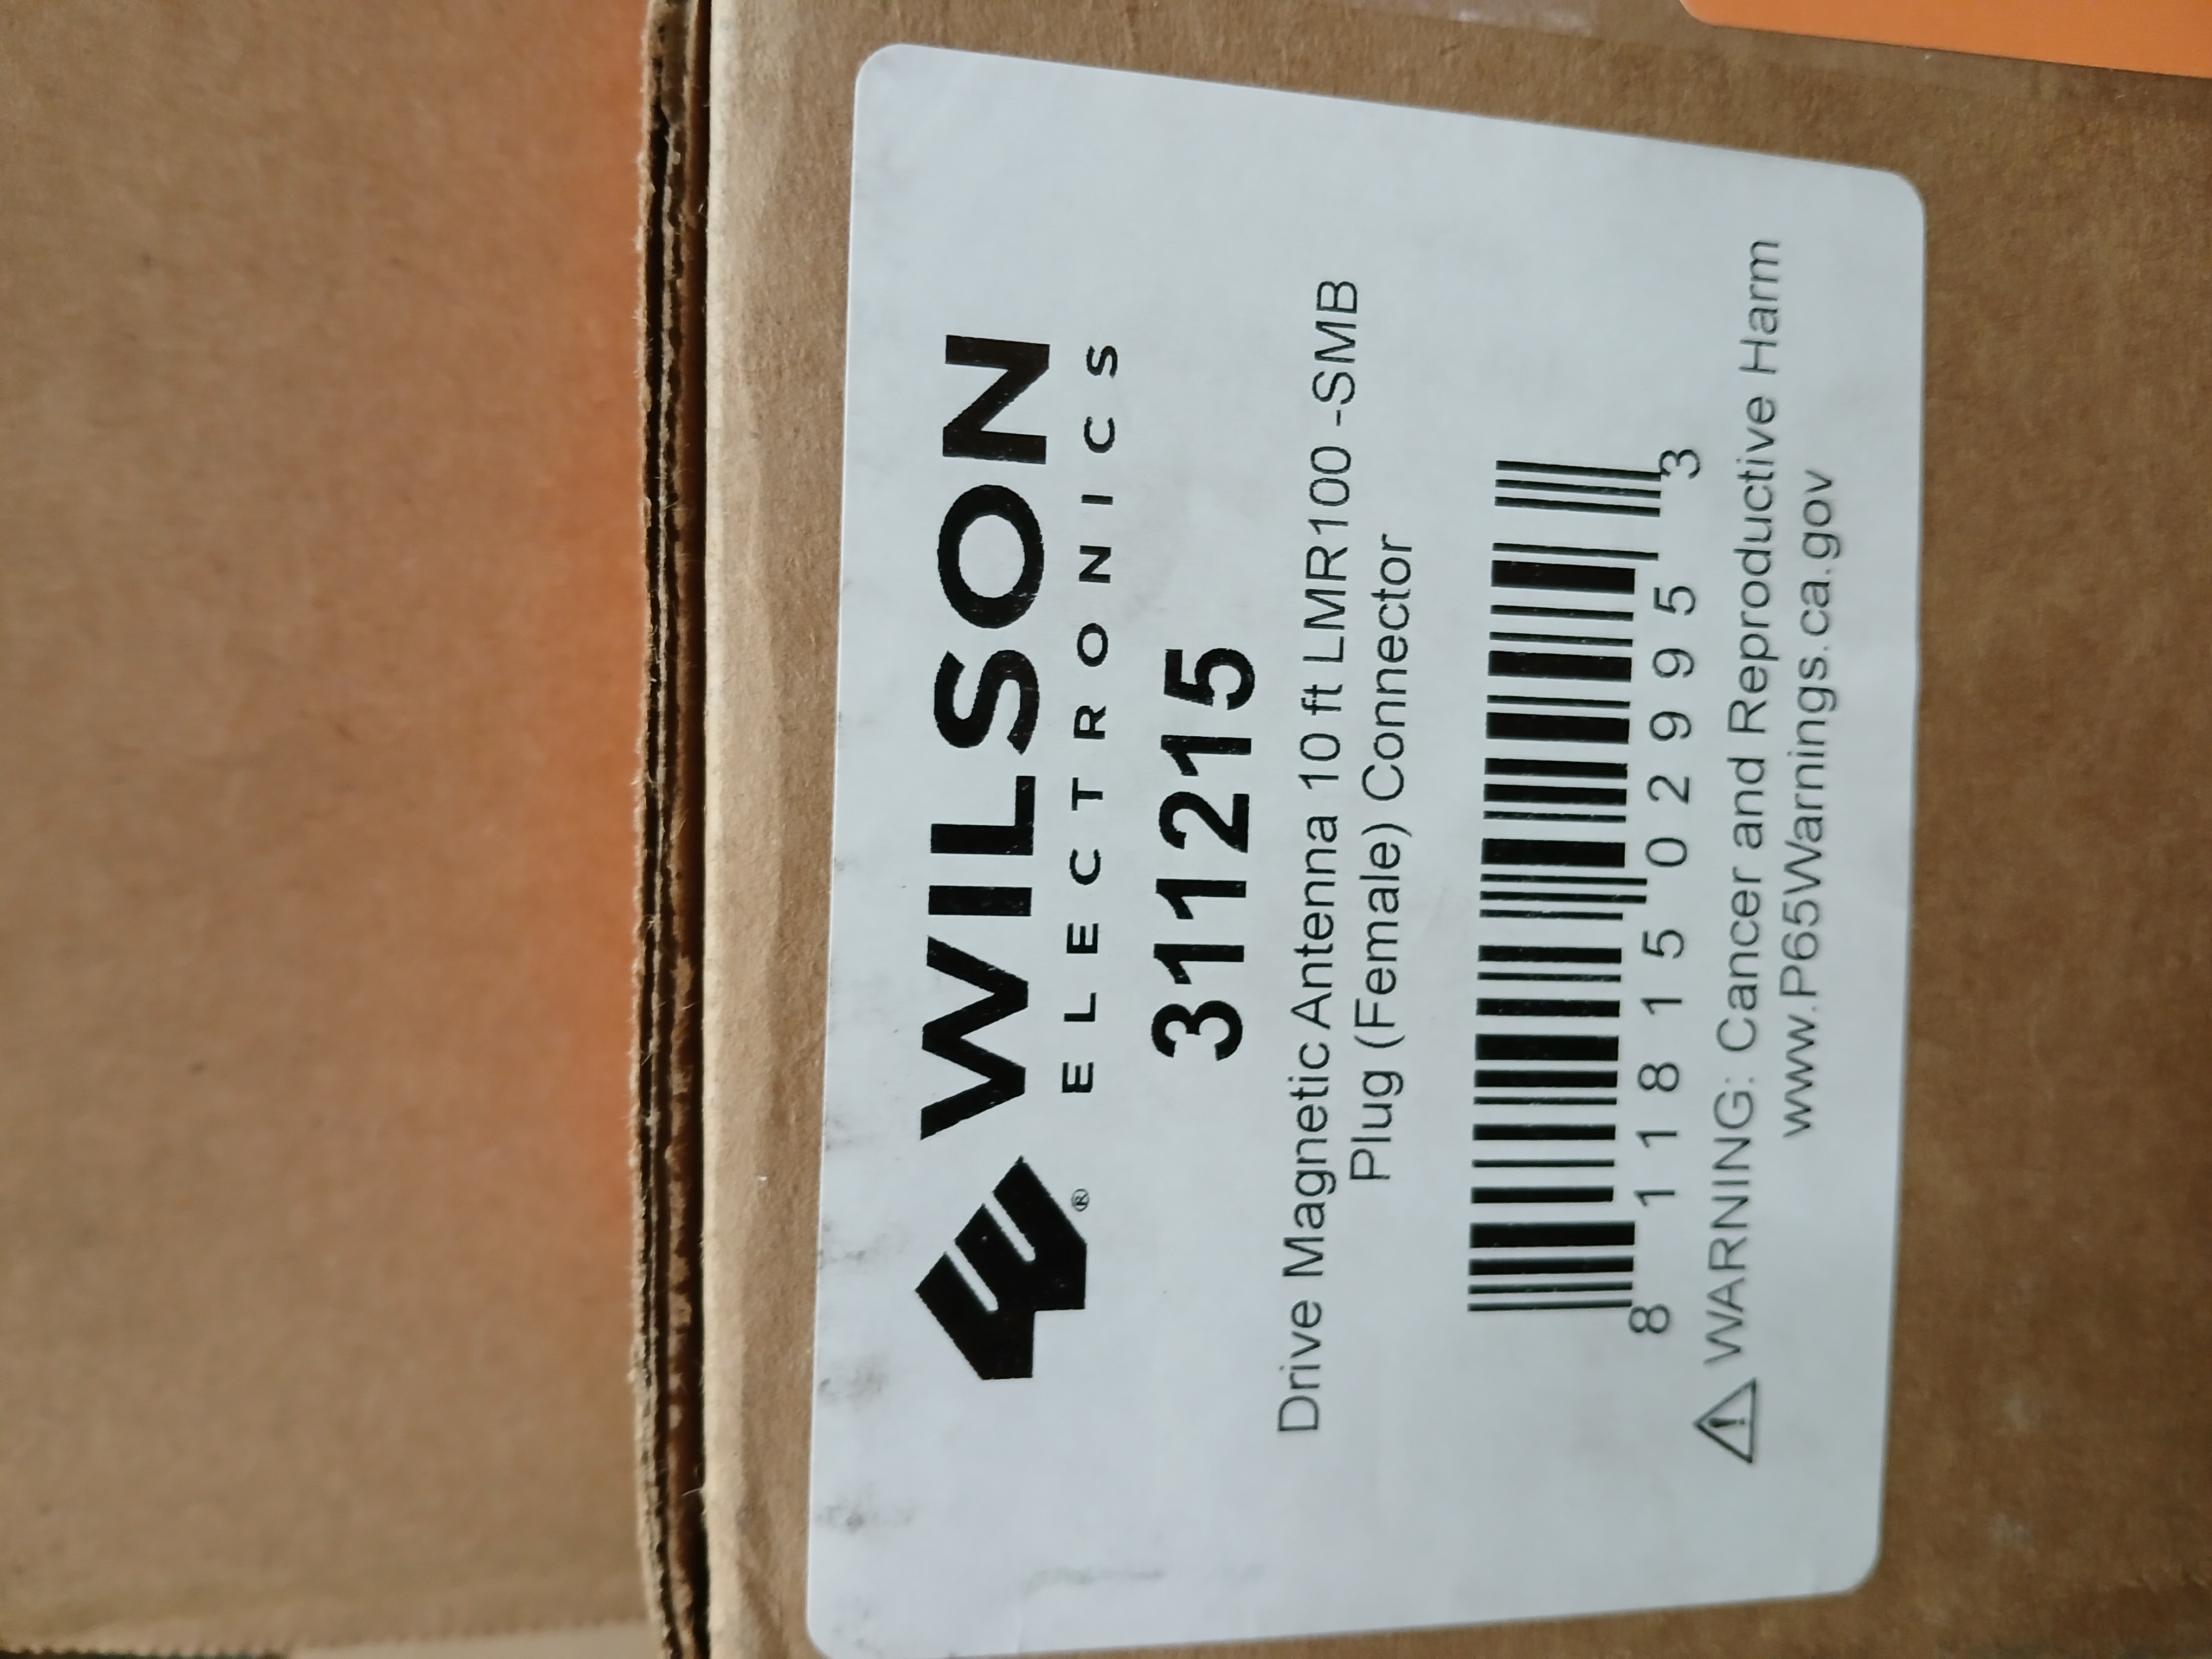 WILSON
ELECTRONICS
®
311215
Drive Magnetic Antenna 10 ft LMR100 -SMB
Plug (Female) Connector
8 11815 02995 3
⚠ WARNING: Cancer and Reproductive Harm
www.P65Warnings.ca.gov